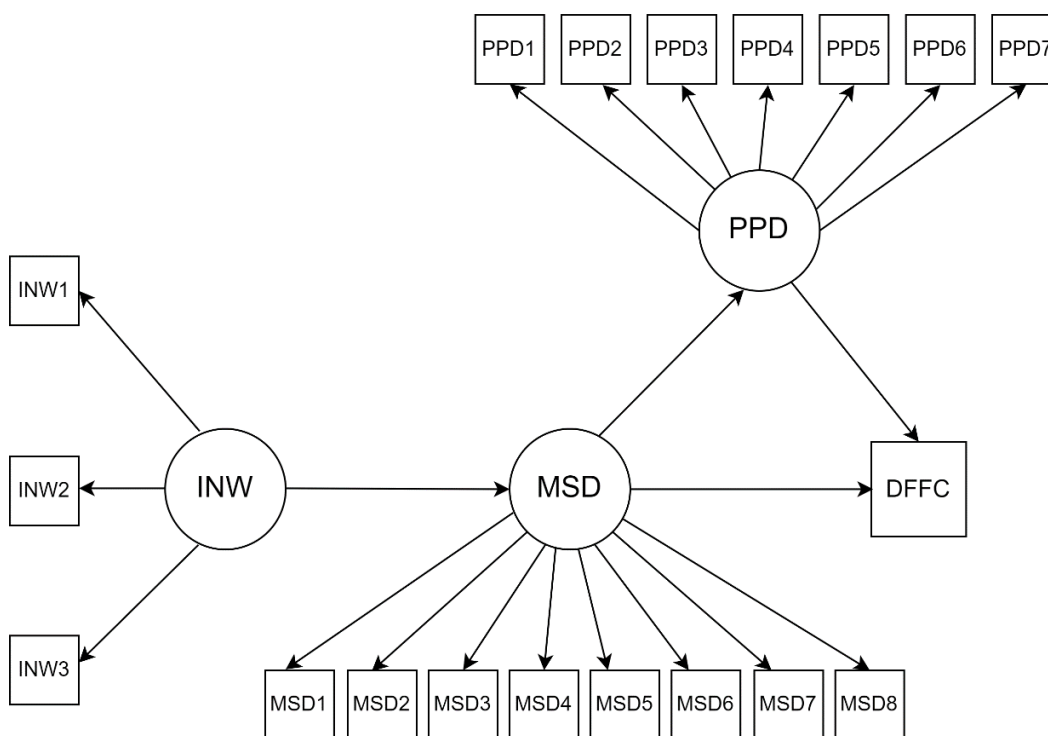 PPD1 PPD2 PPD3 PPD4 PPD5 PPD6 PPD7
PPD
INW1
INW2
INW
MSD
DFFC
INW3
MSD1 MSD2 MSD3 MSD4 MSD5 MSD6 MSD7 MSD8